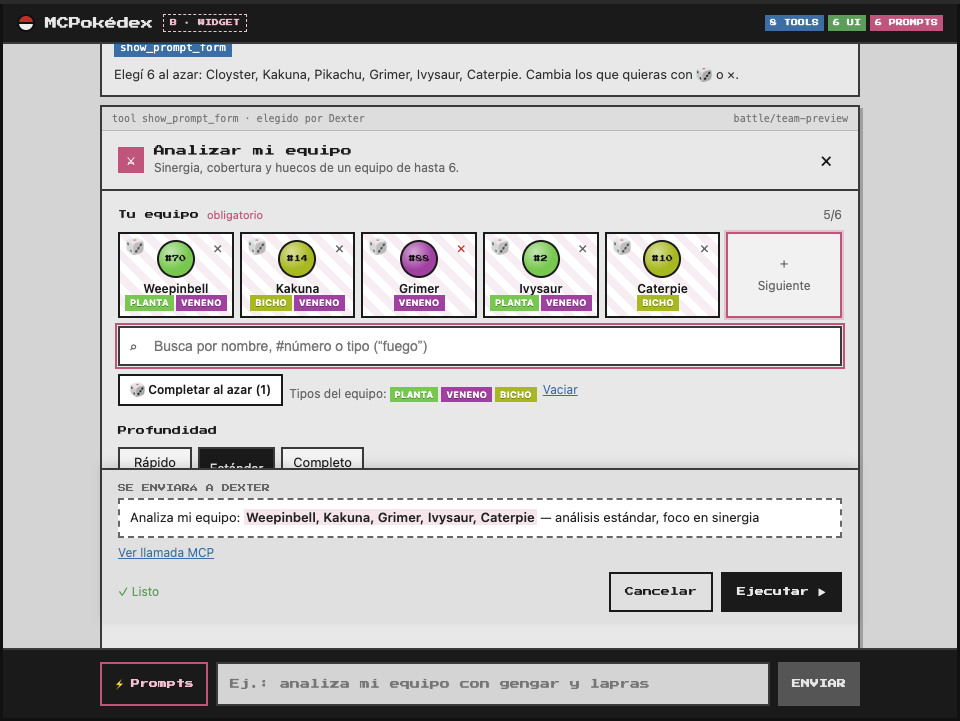 MCPokédex B · WIDGET 8 TOOLS 6 UI 6 PROMPTS
show_prompt_form
Elegí 6 al azar: Cloyster, Kakuna, Pikachu, Grimer, Ivysaur, Caterpie. Cambia los que quieras con 🎲 o ×.
tool show_prompt_form · elegido por Dexter battle/team-preview
Analizar mi equipo
Sinergia, cobertura y huecos de un equipo de hasta 6.
Tu equipo obligatorio 5/6
#70 × #14 × #88 × #2 × #10 × +
Weepinbell Kakuna Grimer Ivysaur Caterpie Siguiente
PLANTA VENENO BICHO VENENO VENENO PLANTA VENENO BICHO
Busca por nombre, #número o tipo (“fuego”)
🎲 Completar al azar (1) Tipos del equipo: PLANTA VENENO BICHO Vaciar
Profundidad
Rápido Estándar Completo
SE ENVIARÁ A DEXTER
Analiza mi equipo: Weepinbell, Kakuna, Grimer, Ivysaur, Caterpie — análisis estándar, foco en sinergia
Ver llamada MCP
✓ Listo Cancelar Ejecutar ▶
⚡ Prompts Ej.: analiza mi equipo con gengar y lapras ENVIAR